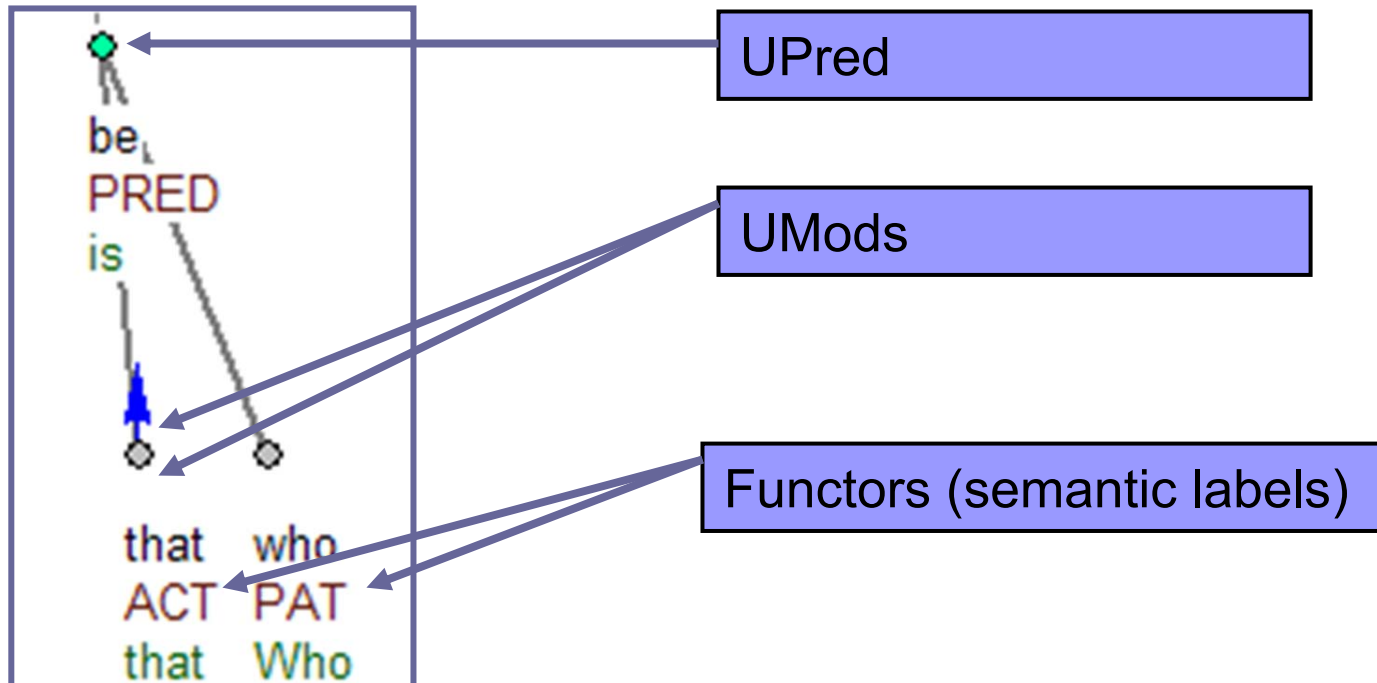 UPred
be
PRED
is
UMods
Functors (semantic labels)
that who
ACT PAT
that Who